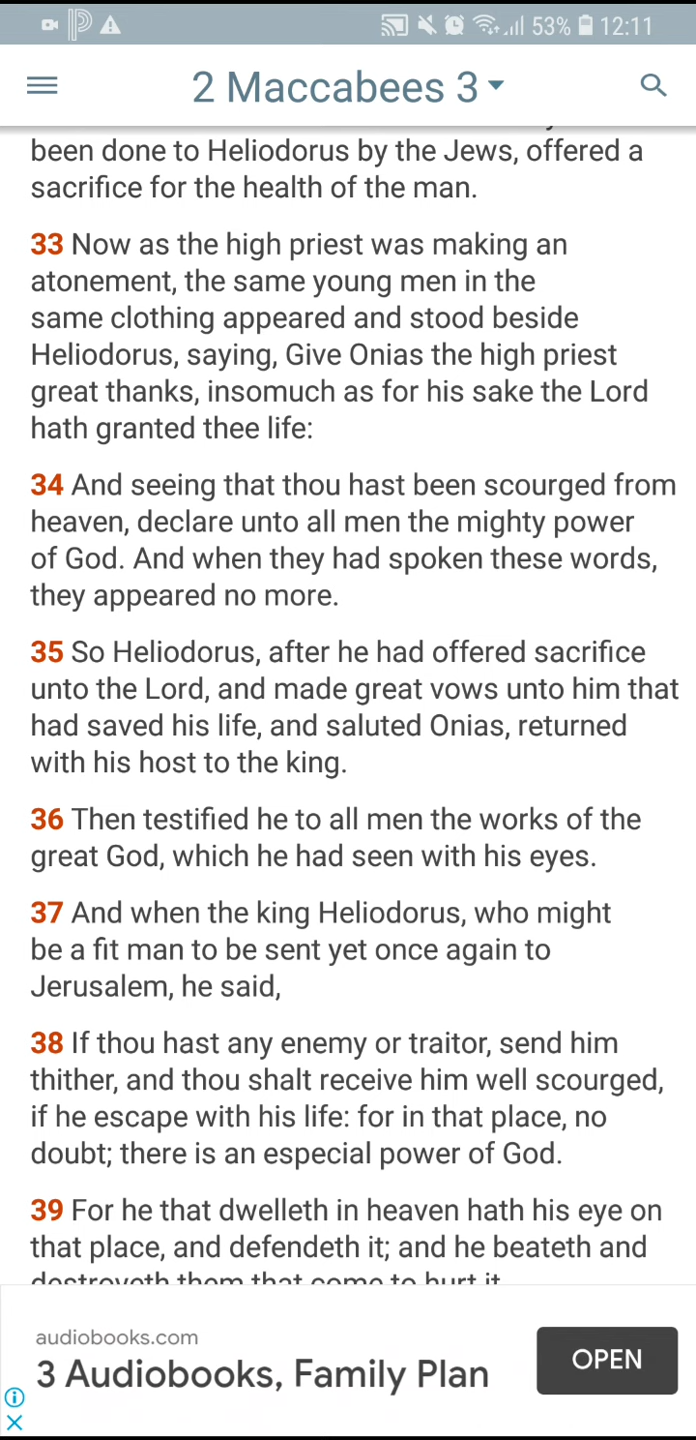 53% 12:11
2 Maccabees 3
been done to Heliodorus by the Jews, offered a
sacrifice for the health of the man.
33 Now as the high priest was making an
atonement, the same young men in the
same clothing appeared and stood beside
Heliodorus, saying, Give Onias the high priest
great thanks, insomuch as for his sake the Lord
hath granted thee life:
34 And seeing that thou hast been scourged from
heaven, declare unto all men the mighty power
of God. And when they had spoken these words,
they appeared no more.
35 So Heliodorus, after he had offered sacrifice
unto the Lord, and made great vows unto him that
had saved his life, and saluted Onias, returned
with his host to the king.
36 Then testified he to all men the works of the
great God, which he had seen with his eyes.
37 And when the king Heliodorus, who might
be a fit man to be sent yet once again to
Jerusalem, he said,
38 If thou hast any enemy or traitor, send him
thither, and thou shalt receive him well scourged,
if he escape with his life: for in that place, no
doubt; there is an especial power of God.
39 For he that dwelleth in heaven hath his eye on
that place, and defendeth it; and he beateth and
destroyeth them that come to hurt it
audiobooks.com
3 Audiobooks, Family Plan
OPEN